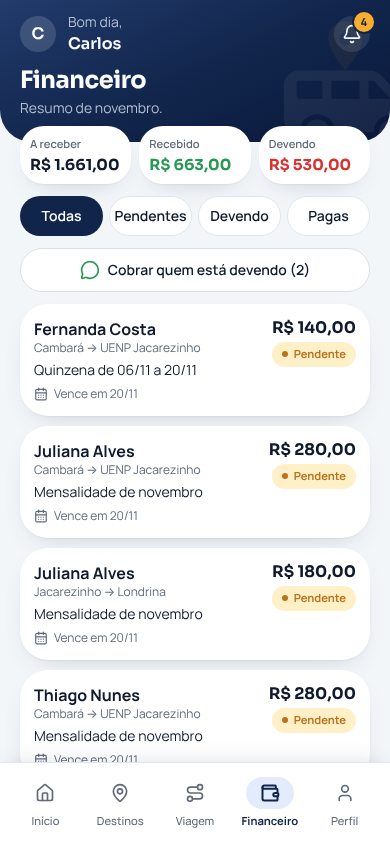 C
Bom dia,
Carlos
4
Financeiro
Resumo de novembro.
A receber
R$ 1.661,00
Recebido
R$ 663,00
Devendo
R$ 530,00
Todas
Pendentes
Devendo
Pagas
Cobrar quem está devendo (2)
Fernanda Costa
R$ 140,00
Cambará → UENP Jacarezinho
Pendente
Quinzena de 06/11 a 20/11
Vence em 20/11
Juliana Alves
R$ 280,00
Cambará → UENP Jacarezinho
Pendente
Mensalidade de novembro
Vence em 20/11
Juliana Alves
R$ 180,00
Jacarezinho → Londrina
Pendente
Mensalidade de novembro
Vence em 20/11
Thiago Nunes
R$ 280,00
Cambará → UENP Jacarezinho
Pendente
Mensalidade de novembro
Vence em 20/11
Início
Destinos
Viagem
Financeiro
Perfil